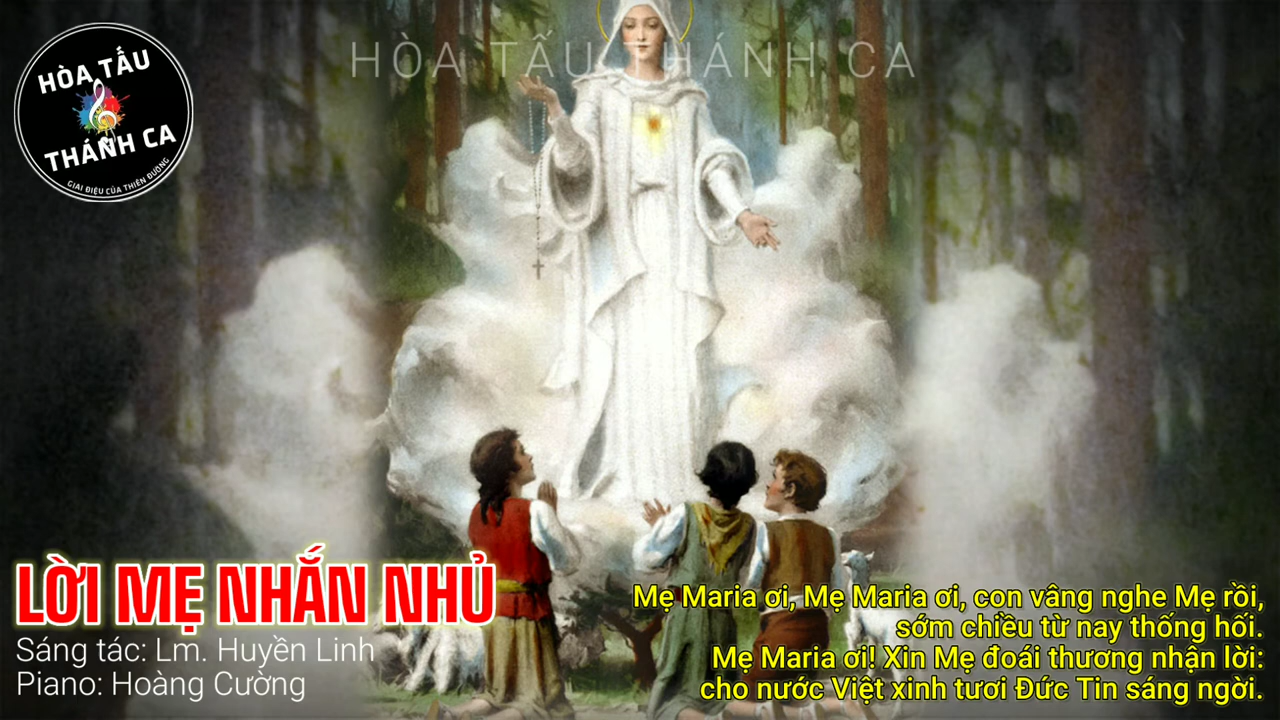 HÒA TẤU THÁNH CA
HÒA TẤU
THÁNH CA
GIAI ĐIỆU CỦA THIÊN ĐƯỜNG
LỜI MẸ NHẮN NHỦ
Sáng tác: Lm. Huyền Linh
Piano: Hoàng Cường
Mẹ Maria ơi, Mẹ Maria ơi, con vâng nghe Mẹ rồi,
sớm chiều từ nay thống hối.
Mẹ Maria ơi! Xin Mẹ đoái thương nhận lời:
cho nước Việt xinh tươi Đức Tin sáng ngời.